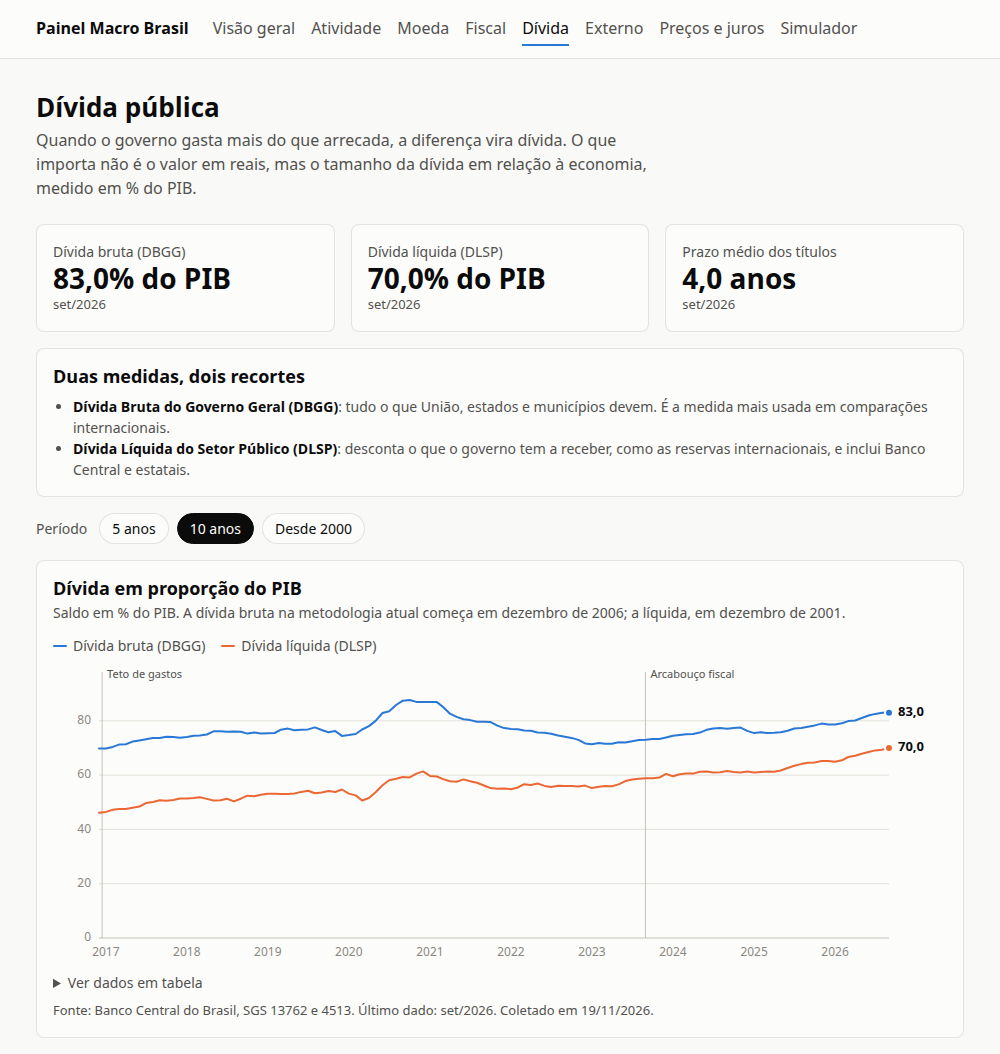 Painel Macro Brasil Visão geral Atividade Moeda Fiscal Dívida Externo Preços e juros Simulador
Dívida pública
Quando o governo gasta mais do que arrecada, a diferença vira dívida. O que
importa não é o valor em reais, mas o tamanho da dívida em relação à economia,
medido em % do PIB.
Dívida bruta (DBGG)
83,0% do PIB
set/2026
Dívida líquida (DLSP)
70,0% do PIB
set/2026
Prazo médio dos títulos
4,0 anos
set/2026
Duas medidas, dois recortes
• Dívida Bruta do Governo Geral (DBGG): tudo o que União, estados e municípios devem. É a medida mais usada em comparações
internacionais.
• Dívida Líquida do Setor Público (DLSP): desconta o que o governo tem a receber, como as reservas internacionais, e inclui Banco
Central e estatais.
Período 5 anos 10 anos Desde 2000
Dívida em proporção do PIB
Saldo em % do PIB. A dívida bruta na metodologia atual começa em dezembro de 2006; a líquida, em dezembro de 2001.
Dívida bruta (DBGG) Dívida líquida (DLSP)
Teto de gastos Arcabouço fiscal
83,0
80
70,0
60
40
20
0
2017 2018 2019 2020 2021 2022 2023 2024 2025 2026
▶ Ver dados em tabela
Fonte: Banco Central do Brasil, SGS 13762 e 4513. Último dado: set/2026. Coletado em 19/11/2026.